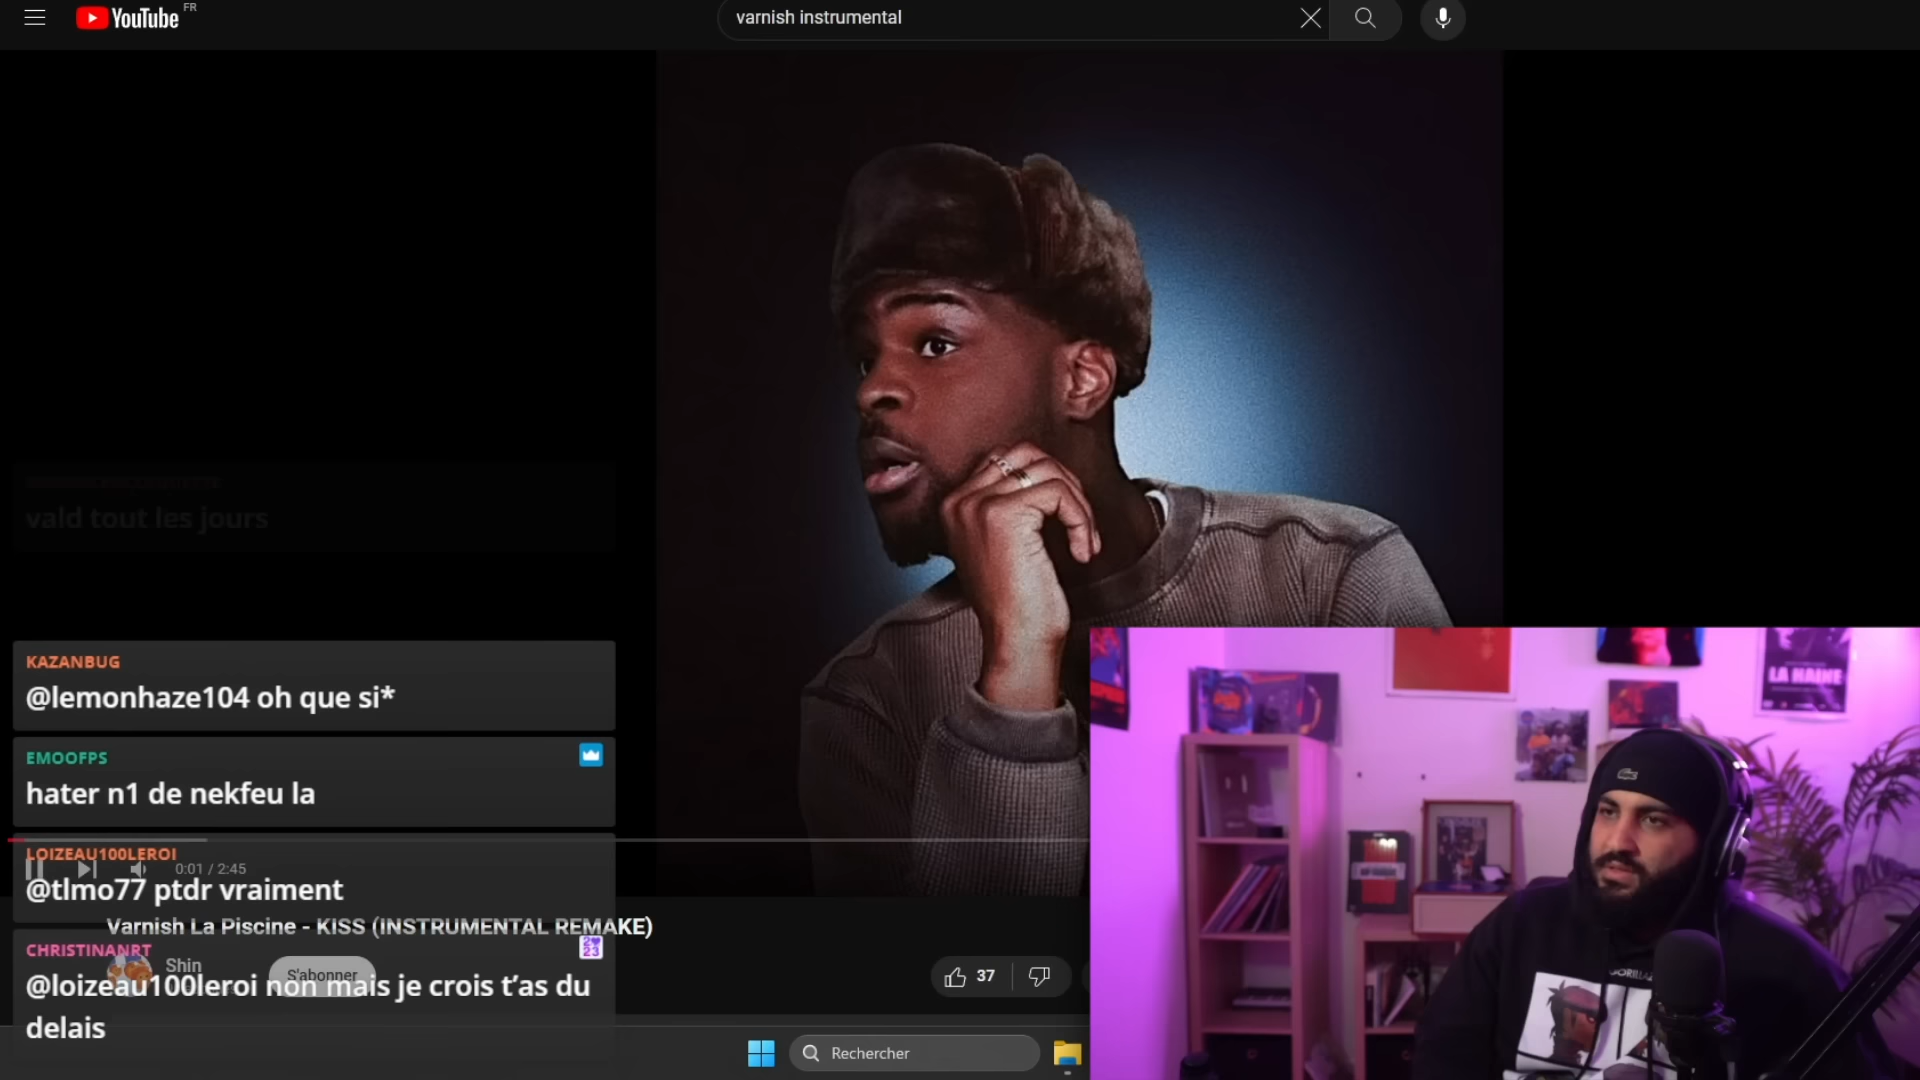 YouTube FR
varnish instrumental
vald tout les jours
KAZANBUG
@lemonhaze104 oh que si*
EMOOFPS
hater n1 de nekfeu la
LOIZEAU100LEROI
0:01 / 2:45
@tlmo77 ptdr vraiment
Varnish La Piscine - KISS (INSTRUMENTAL REMAKE)
CHRISTINANRT
Shin
S'abonner
@loizeau100leroi non mais je crois t’as du
delais
37
Rechercher
LA HAINE